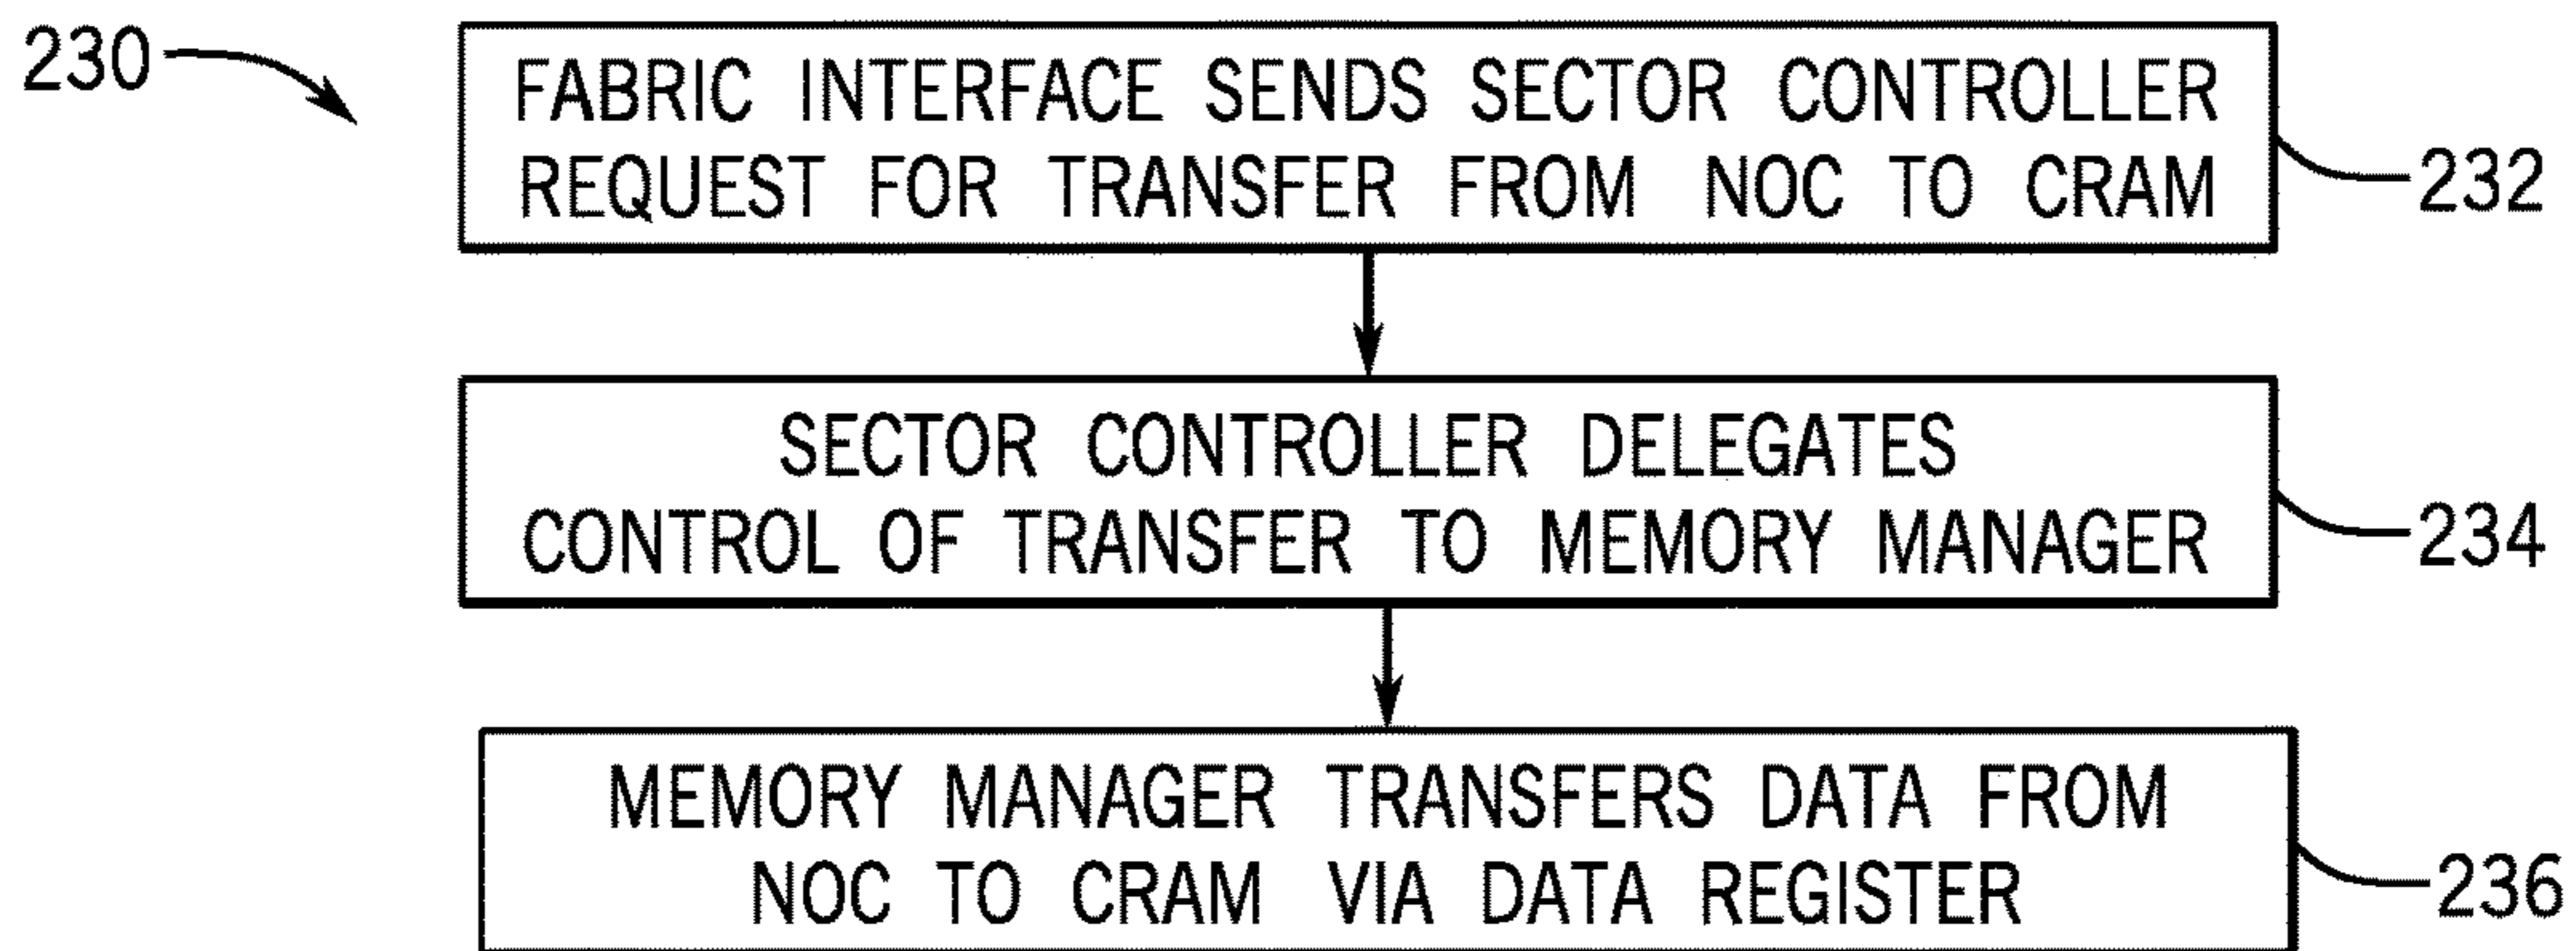 230
FABRIC INTERFACE SENDS SECTOR CONTROLLER
REQUEST FOR TRANSFER FROM NOC TO CRAM
232
SECTOR CONTROLLER DELEGATES
CONTROL OF TRANSFER TO MEMORY MANAGER
234
MEMORY MANAGER TRANSFERS DATA FROM
NOC TO CRAM VIA DATA REGISTER
236